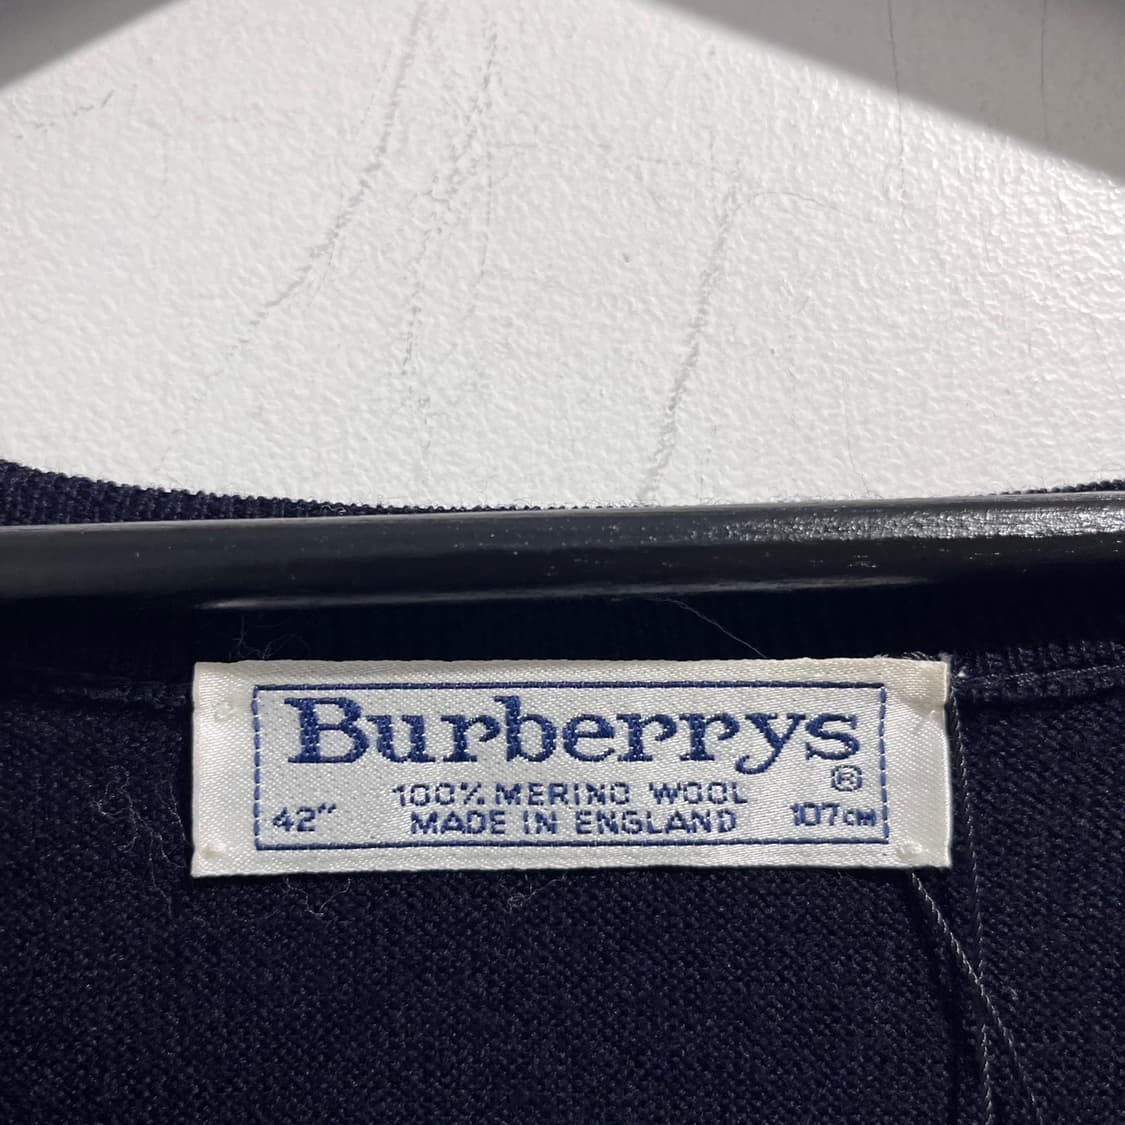 Burberrys
®
100% MERINO WOOL
42" MADE IN ENGLAND 107CM